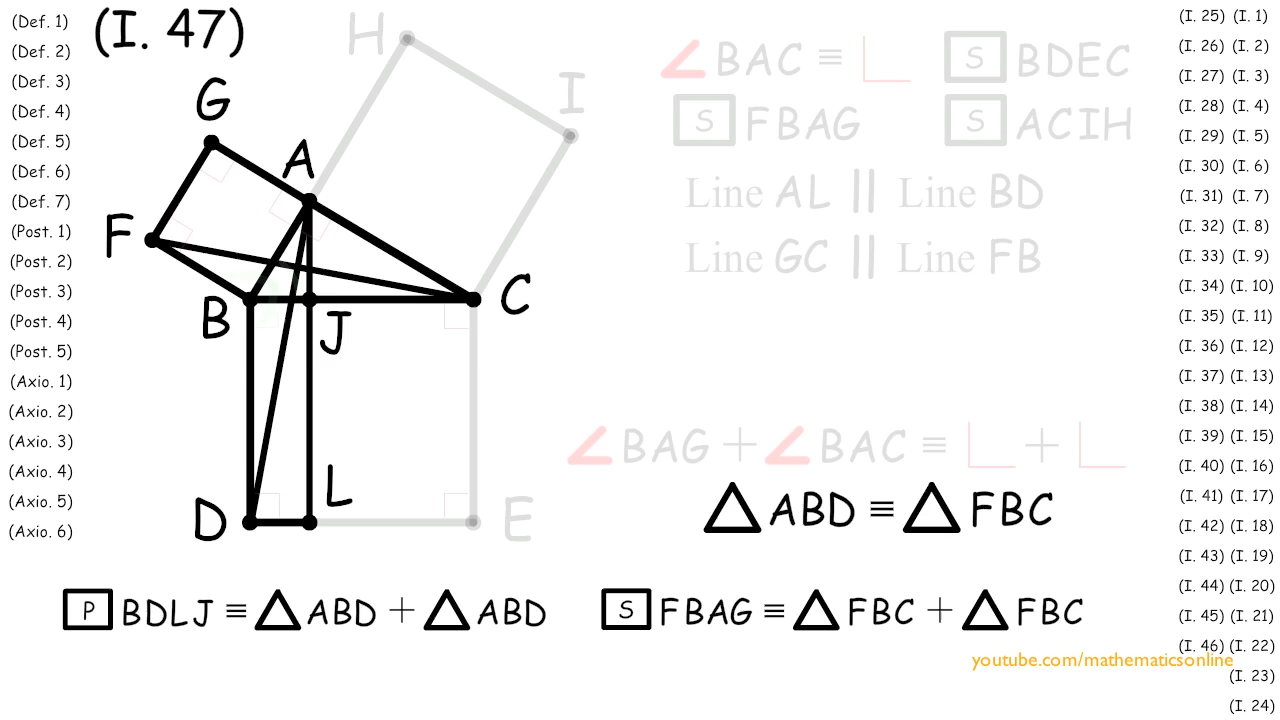 (I. 47)
(Def. 1)
(Def. 2)
(Def. 3)
(Def. 4)
(Def. 5)
(Def. 6)
(Def. 7)
(Post. 1)
(Post. 2)
(Post. 3)
(Post. 4)
(Post. 5)
(Axio. 1)
(Axio. 2)
(Axio. 3)
(Axio. 4)
(Axio. 5)
(Axio. 6)
H
I
G
A
F
B
J
C
D
L
E
∠BAC ≡ ∟
S BDEC
S FBAG
S ACIH
Line AL || Line BD
Line GC || Line FB
∠BAG + ∠BAC ≡ ∟ + ∟
△ABD ≡ △FBC
P BDLJ ≡ △ABD + △ABD
S FBAG ≡ △FBC + △FBC
youtube.com/mathematicsonline
(I. 25) (I. 1)
(I. 26) (I. 2)
(I. 27) (I. 3)
(I. 28) (I. 4)
(I. 29) (I. 5)
(I. 30) (I. 6)
(I. 31) (I. 7)
(I. 32) (I. 8)
(I. 33) (I. 9)
(I. 34) (I. 10)
(I. 35) (I. 11)
(I. 36) (I. 12)
(I. 37) (I. 13)
(I. 38) (I. 14)
(I. 39) (I. 15)
(I. 40) (I. 16)
(I. 41) (I. 17)
(I. 42) (I. 18)
(I. 43) (I. 19)
(I. 44) (I. 20)
(I. 45) (I. 21)
(I. 46) (I. 22)
(I. 23)
(I. 24)